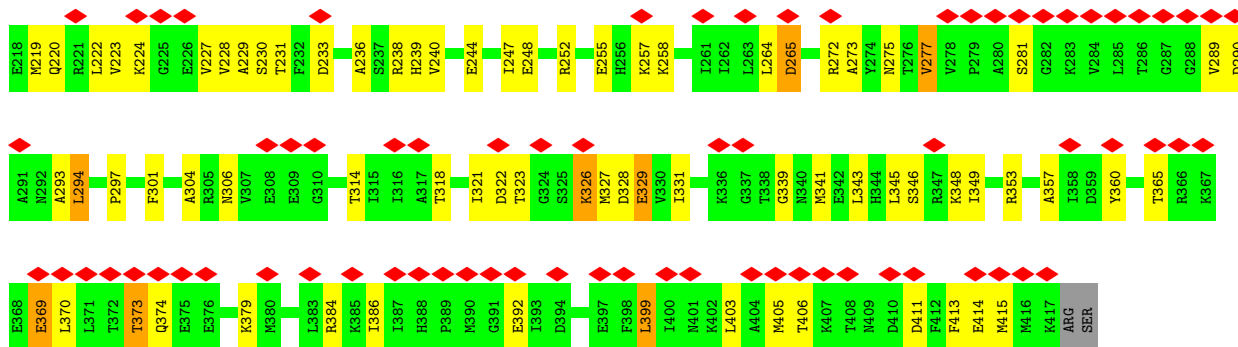 E218 M219 Q220 R221 L222 V223 K224 G225 E226 V227 V228 A229 S230 T231 F232 D233 A236 S237 R238 H239 V240 E244 I247 E248 R252 E255 H256 K257 K258 I261 I262 L263 L264 D265 R272 A273 Y274 N275 T276 V277 V278 P279 A280 S281 G282 K283 V284 L285 T286 G287 G288 V289 D290
A291 N292 A293 L294 P297 F301 A304 R305 N306 V307 E308 E309 G310 T314 I315 I316 A317 T318 I321 D322 T323 G324 S325 K326 M327 D328 E329 V330 I331 K336 G337 T338 G339 N340 M341 E342 L343 H344 L345 S346 R347 K348 I349 R353 A357 I358 D359 Y360 T365 R366 K367
E368 E369 L370 L371 T372 T373 Q374 E375 E376 K379 M380 L383 R384 K385 I386 I387 H388 P389 M390 G391 E392 I393 D394 E397 F398 L399 I400 N401 K402 L403 A404 M405 T406 K407 T408 N409 D410 D411 F412 F413 E414 M415 M416 K417 ARG SER